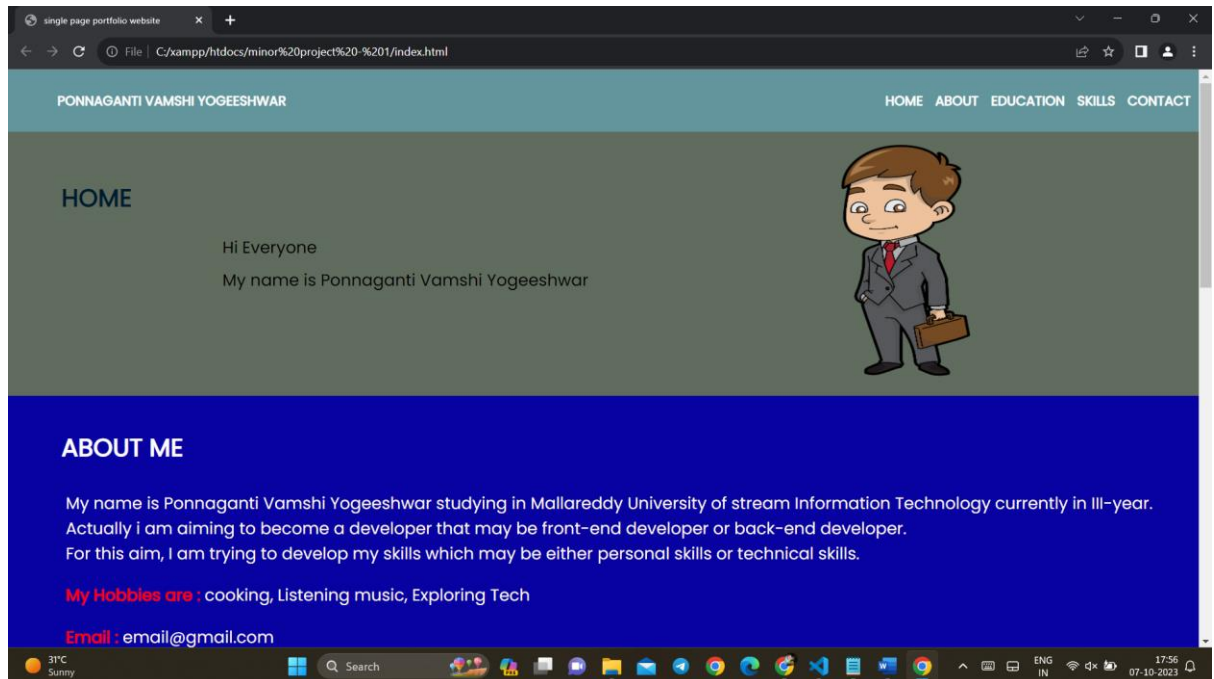 single page portfolio website
File | C:/xampp/htdocs/minor%20project%20-%201/index.html
PONNAGANTI VAMSHI YOGEESHWAR
HOME ABOUT EDUCATION SKILLS CONTACT
HOME
Hi Everyone
My name is Ponnaganti Vamshi Yogeeshwar
ABOUT ME
My name is Ponnaganti Vamshi Yogeeshwar studying in Mallareddy University of stream Information Technology currently in III-year.
Actually i am aiming to become a developer that may be front-end developer or back-end developer.
For this aim, I am trying to develop my skills which may be either personal skills or technical skills.
My Hobbies are : cooking, Listening music, Exploring Tech
Email : email@gmail.com
31°C
Sunny
Search
ENG
IN
17:56
07-10-2023